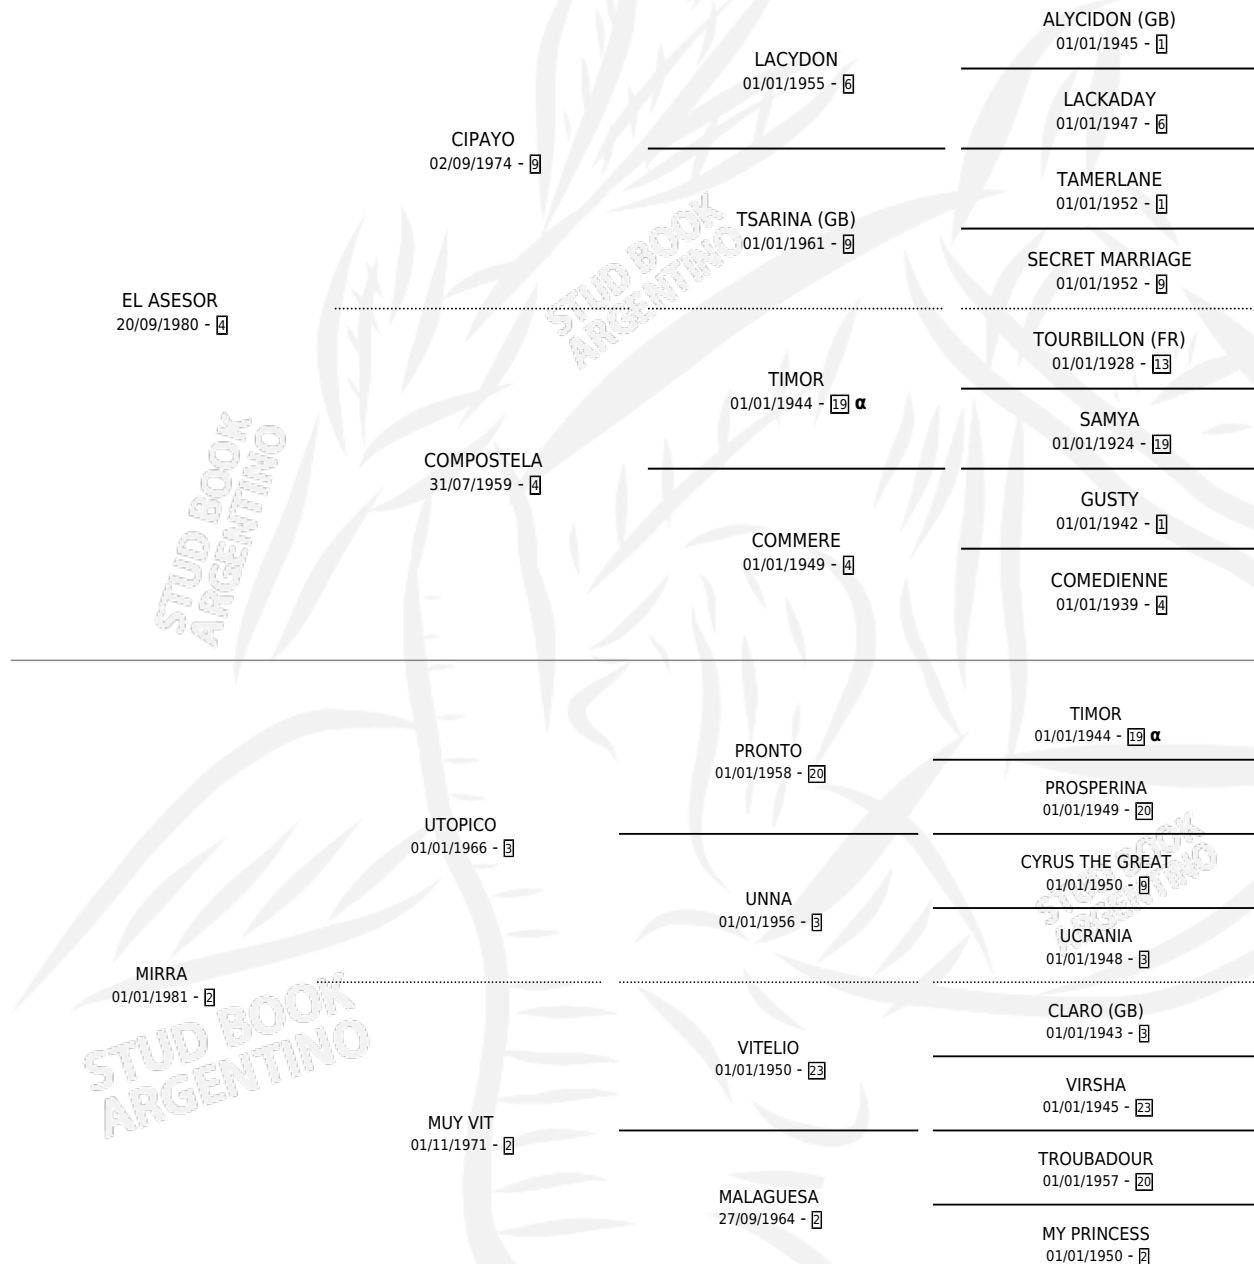 ALYCIDON (GB)
01/01/1945 - 1
LACYDON
01/01/1955 - 6
LACKADAY
01/01/1947 - 6
CIPAYO
02/09/1974 - 9
TAMERLANE
01/01/1952 - 1
TSARINA (GB)
01/01/1961 - 9
SECRET MARRIAGE
01/01/1952 - 9
STUD BOOK
ARGENTINO
EL ASESOR
20/09/1980 - 4
TOURBILLON (FR)
01/01/1928 - 13
TIMOR
01/01/1944 - 19 α
SAMYA
01/01/1924 - 19
COMPOSTELA
31/07/1959 - 4
GUSTY
01/01/1942 - 1
COMMERE
01/01/1949 - 4
COMEDIENNE
01/01/1939 - 4
STUD BOOK
ARGENTINO
TIMOR
01/01/1944 - 19 α
PRONTO
01/01/1958 - 20
PROSPERINA
01/01/1949 - 20
UTOPICO
01/01/1966 - 3
CYRUS THE GREAT
01/01/1950 - 9
UNNA
01/01/1956 - 3
UCRANIA
01/01/1948 - 3
STUD BOOK
ARGENTINO
MIRRA
01/01/1981 - 2
CLARO (GB)
01/01/1943 - 3
VITELIO
01/01/1950 - 23
VIRSHA
01/01/1945 - 23
MUY VIT
01/11/1971 - 2
TROUBADOUR
01/01/1957 - 20
MALAGUESA
27/09/1964 - 2
MY PRINCESS
01/01/1950 - 2
STUD BOOK
ARGENTINO